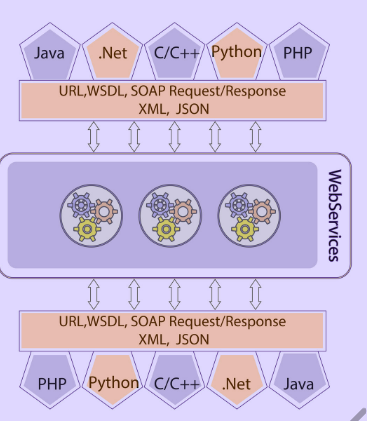 Java .Net C/C++ Python PHP
URL,WSDL, SOAP Request/Response
XML, JSON
WebServices
URL,WSDL, SOAP Request/Response
XML, JSON
PHP Python C/C++ .Net Java